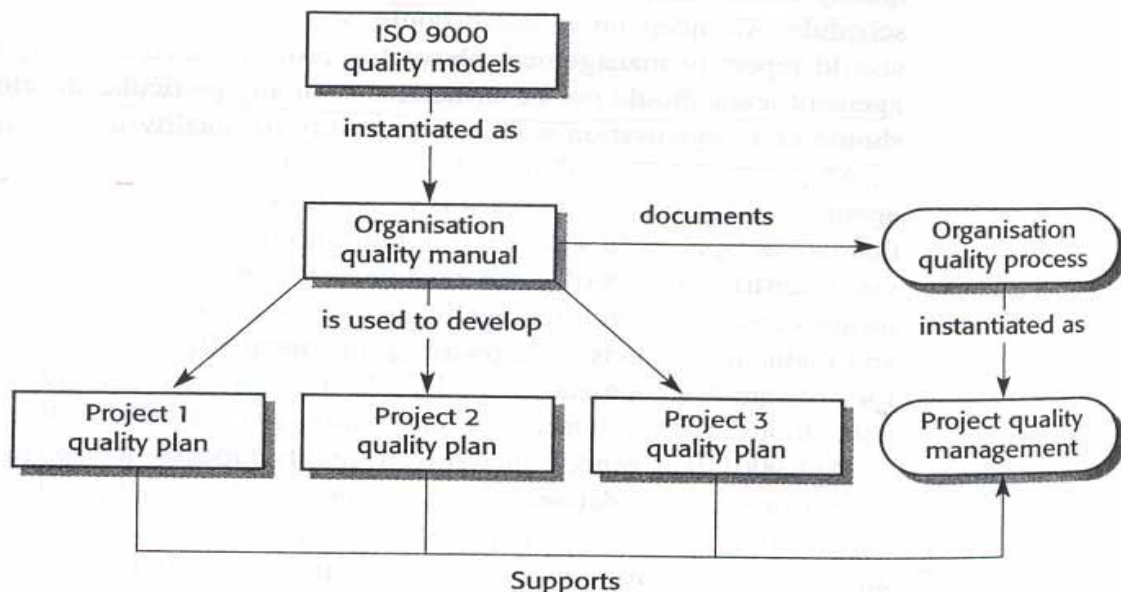 ISO 9000
quality models
instantiated as
Organisation
quality manual
documents
Organisation
quality process
is used to develop
instantiated as
Project 1
quality plan
Project 2
quality plan
Project 3
quality plan
Project quality
management
Supports